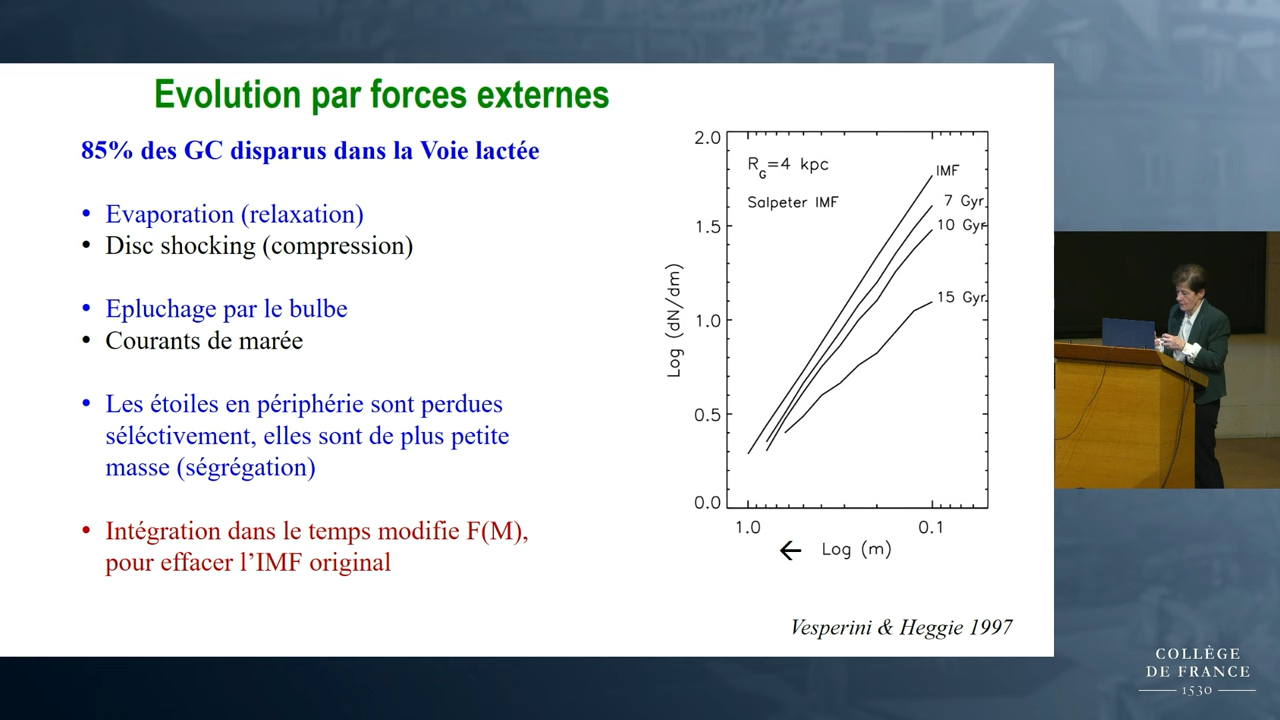 Evolution par forces externes
85% des GC disparus dans la Voie lactée
• Evaporation (relaxation)
• Disc shocking (compression)
• Epluchage par le bulbe
• Courants de marée
• Les étoiles en périphérie sont perdues
séléctivement, elles sont de plus petite
masse (ségrégation)
• Intégration dans le temps modifie F(M),
pour effacer l’IMF original
2.0
1.5
1.0
0.5
0.0
Log (dN/dm)
RG=4 kpc
Salpeter IMF
IMF
7 Gyr
10 Gyr
15 Gyr
1.0 0.1
← Log (m)
Vesperini & Heggie 1997
COLLÈGE
DE FRANCE
1530